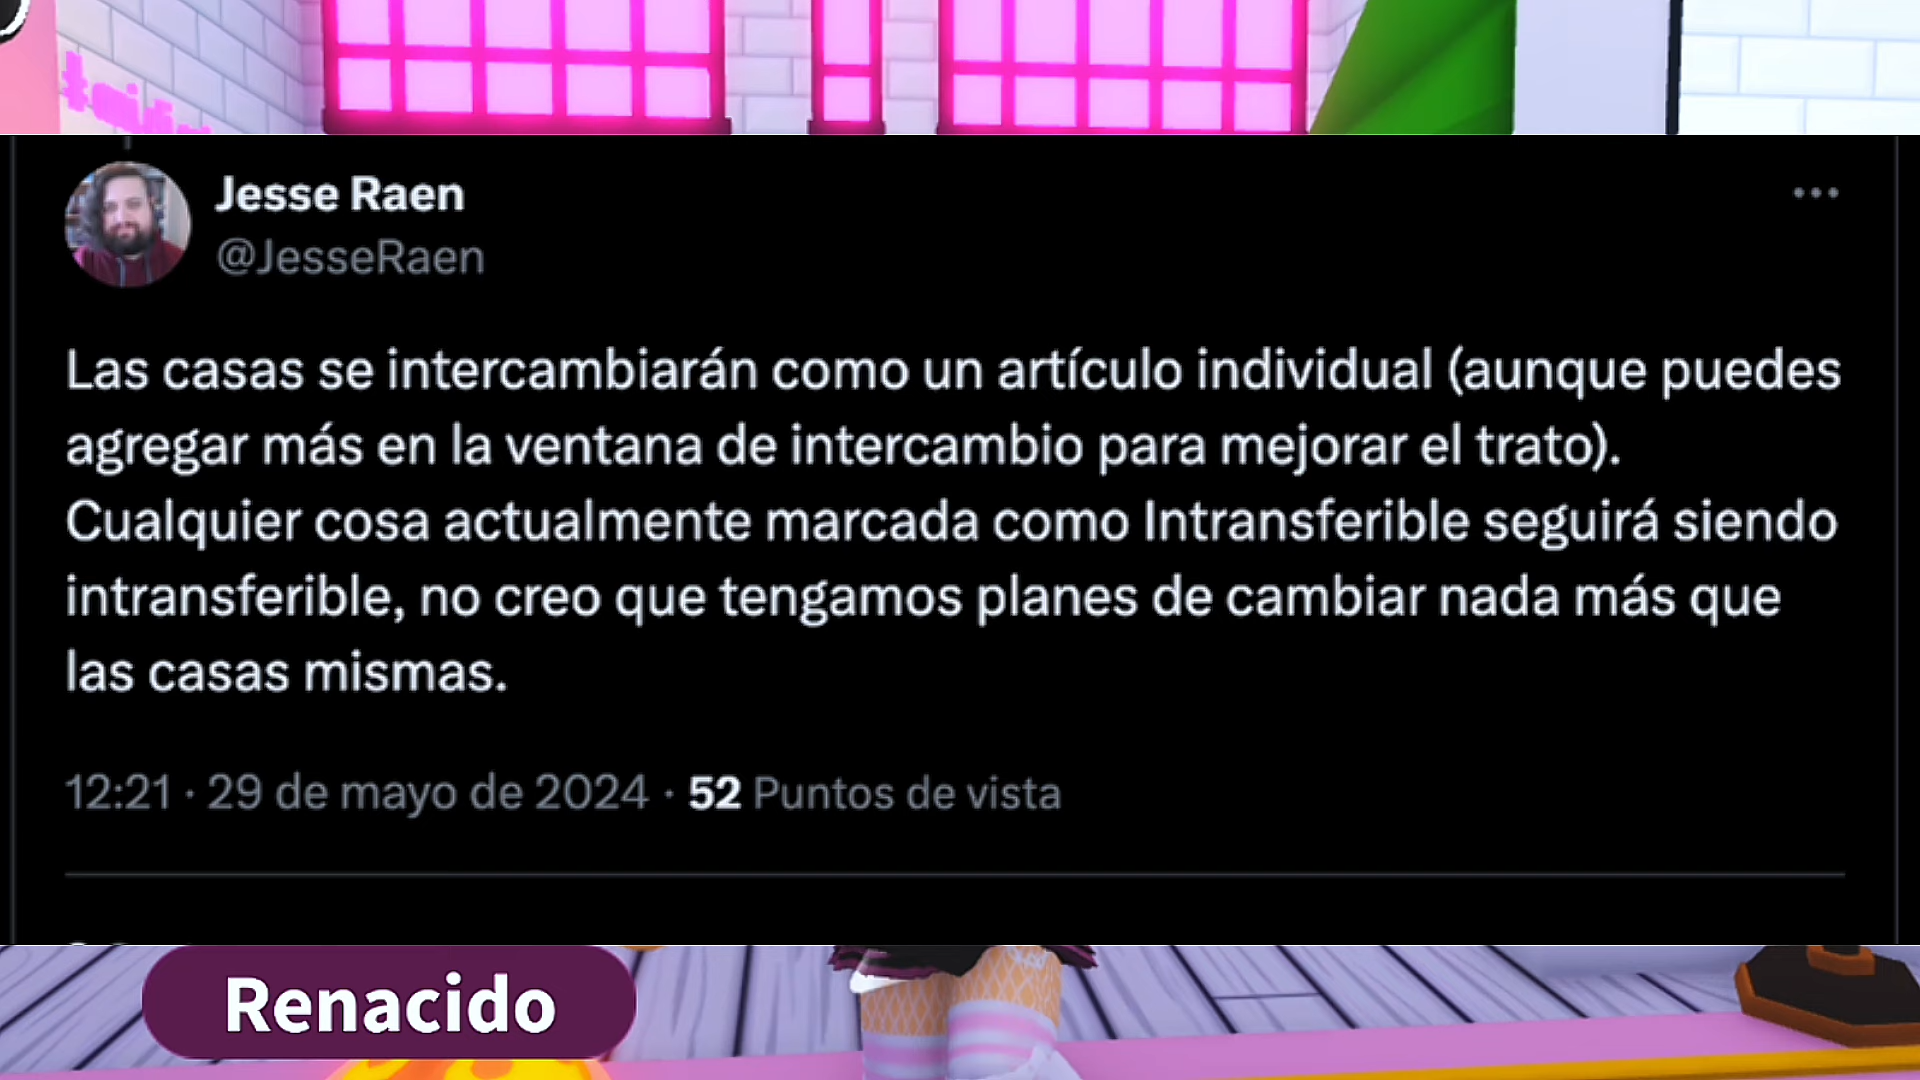 Jesse Raen
@JesseRaen
Las casas se intercambiarán como un artículo individual (aunque puedes
agregar más en la ventana de intercambio para mejorar el trato).
Cualquier cosa actualmente marcada como Intransferible seguirá siendo
intransferible, no creo que tengamos planes de cambiar nada más que
las casas mismas.
12:21 · 29 de mayo de 2024 · 52 Puntos de vista
Renacido